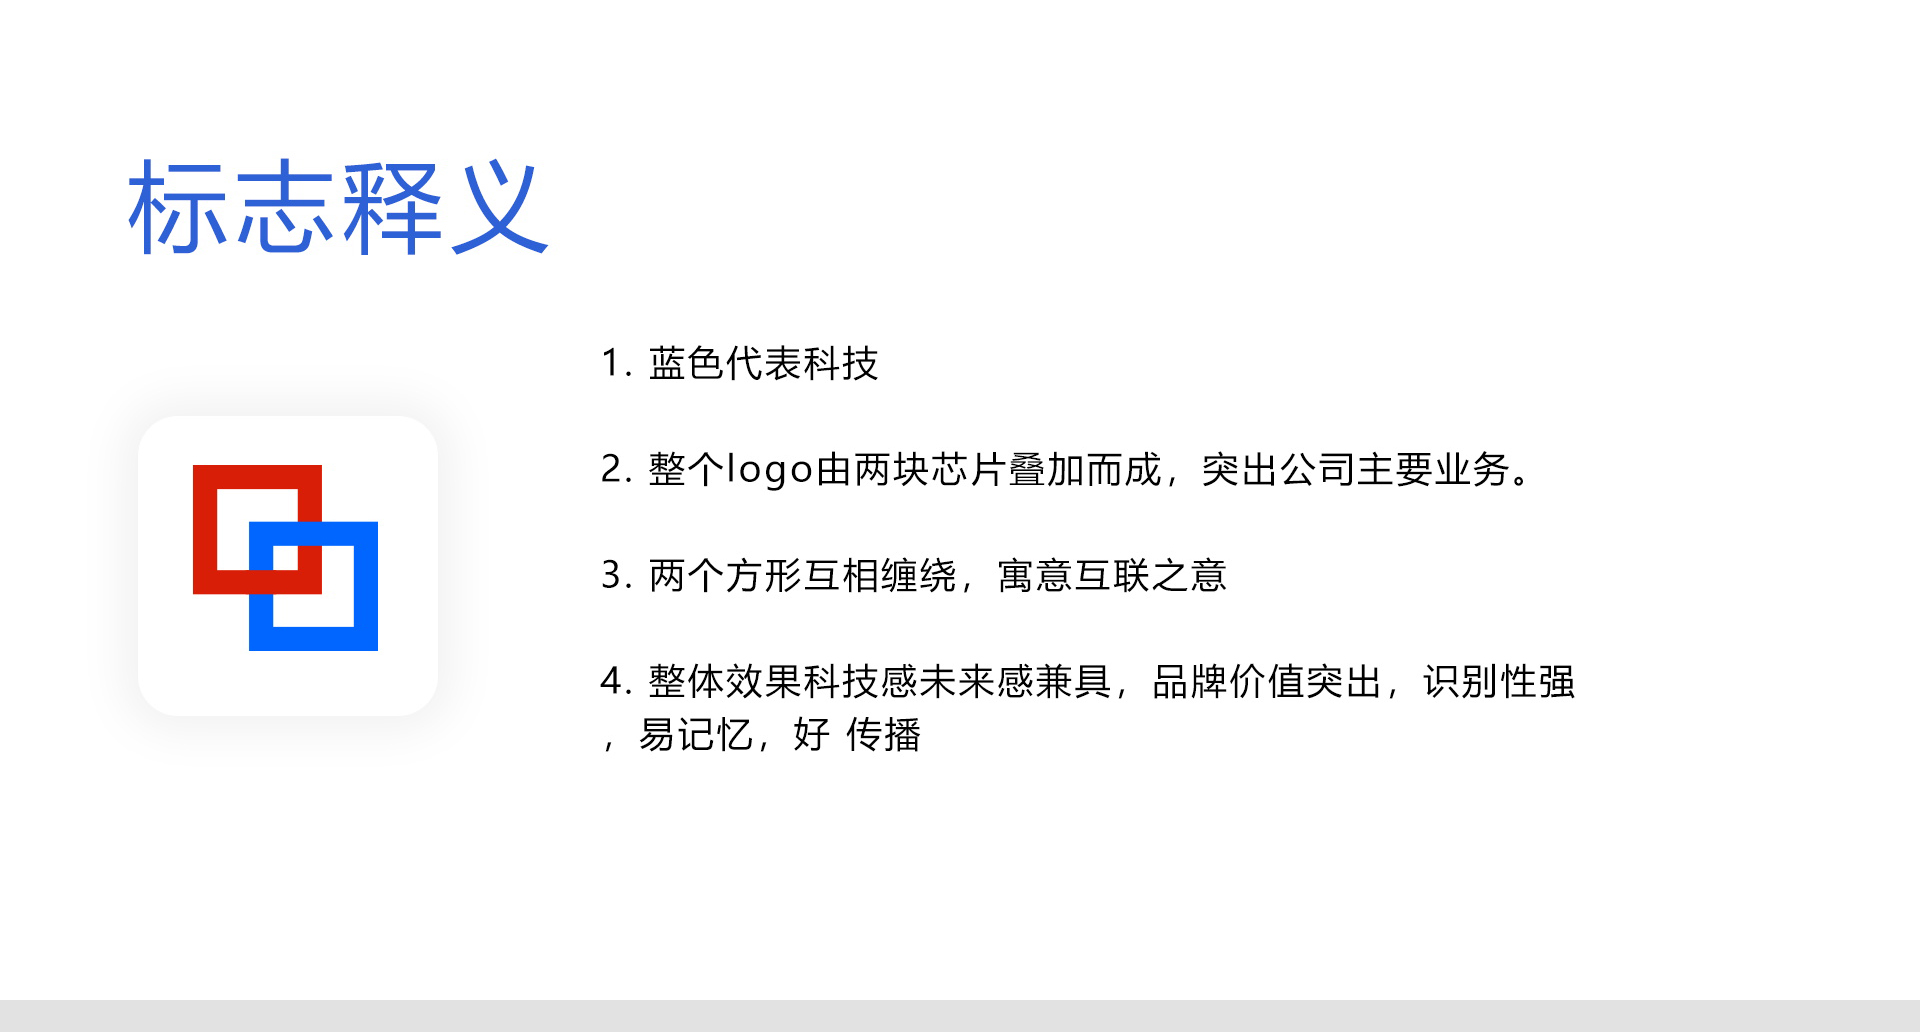 标志释义
1. 蓝色代表科技
2. 整个logo由两块芯片叠加而成，突出公司主要业务。
3. 两个方形互相缠绕，寓意互联之意
4. 整体效果科技感未来感兼具，品牌价值突出，识别性强
，易记忆，好 传播